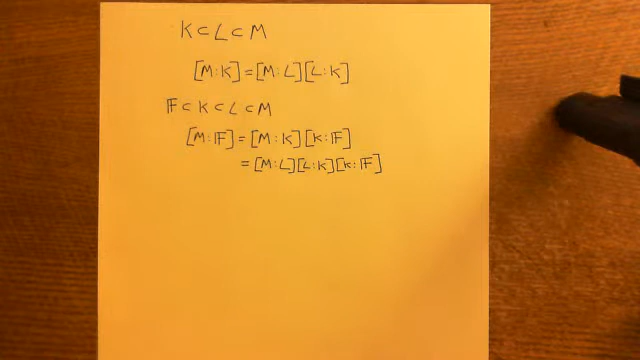 K ⊂ L ⊂ M
[M:K] = [M:L][L:K]
𝔽 ⊂ K ⊂ L ⊂ M
[M:𝔽] = [M:K][K:𝔽]
= [M:L][L:K][K:𝔽]